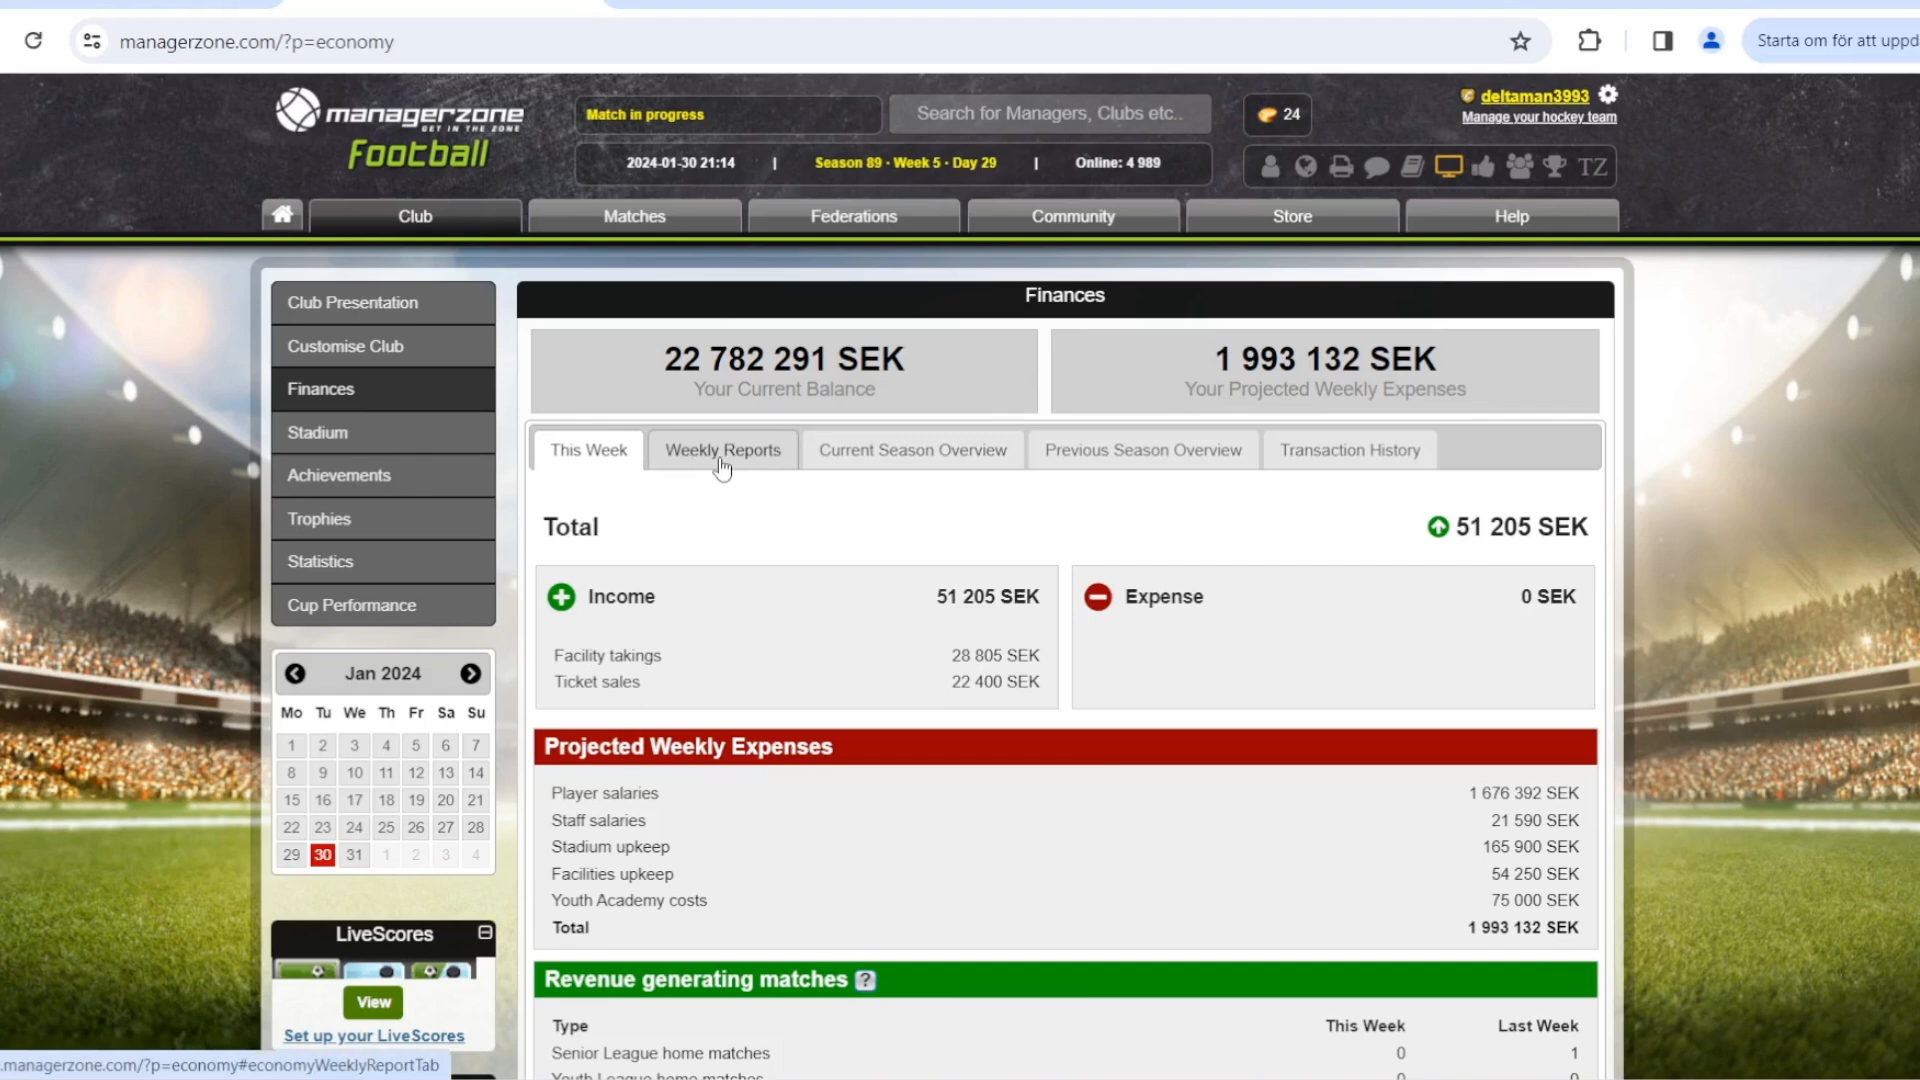 managerzone.com/?p=economy
Starta om för att uppd
managerzone
GET IN THE ZONE
Football
Match in progress
Search for Managers, Clubs etc..
24
deltaman3993
Manage your hockey team
2024-01-30 21:14 | Season 89 · Week 5 · Day 29 | Online: 4 989
TZ
Club
Matches
Federations
Community
Store
Help
Club Presentation
Customise Club
Finances
Stadium
Achievements
Trophies
Statistics
Cup Performance
Jan 2024
Mo Tu We Th Fr Sa Su
1 2 3 4 5 6 7
8 9 10 11 12 13 14
15 16 17 18 19 20 21
22 23 24 25 26 27 28
29 30 31 1 2 3 4
LiveScores
View
Set up your LiveScores
Finances
22 782 291 SEK
Your Current Balance
1 993 132 SEK
Your Projected Weekly Expenses
This Week
Weekly Reports
Current Season Overview
Previous Season Overview
Transaction History
Total 51 205 SEK
Income 51 205 SEK
Facility takings 28 805 SEK
Ticket sales 22 400 SEK
Expense 0 SEK
Projected Weekly Expenses
Player salaries 1 676 392 SEK
Staff salaries 21 590 SEK
Stadium upkeep 165 900 SEK
Facilities upkeep 54 250 SEK
Youth Academy costs 75 000 SEK
Total 1 993 132 SEK
Revenue generating matches ?
Type This Week Last Week
Senior League home matches 0 1
Youth League home matches 0 0
.managerzone.com/?p=economy#economyWeeklyReportTab